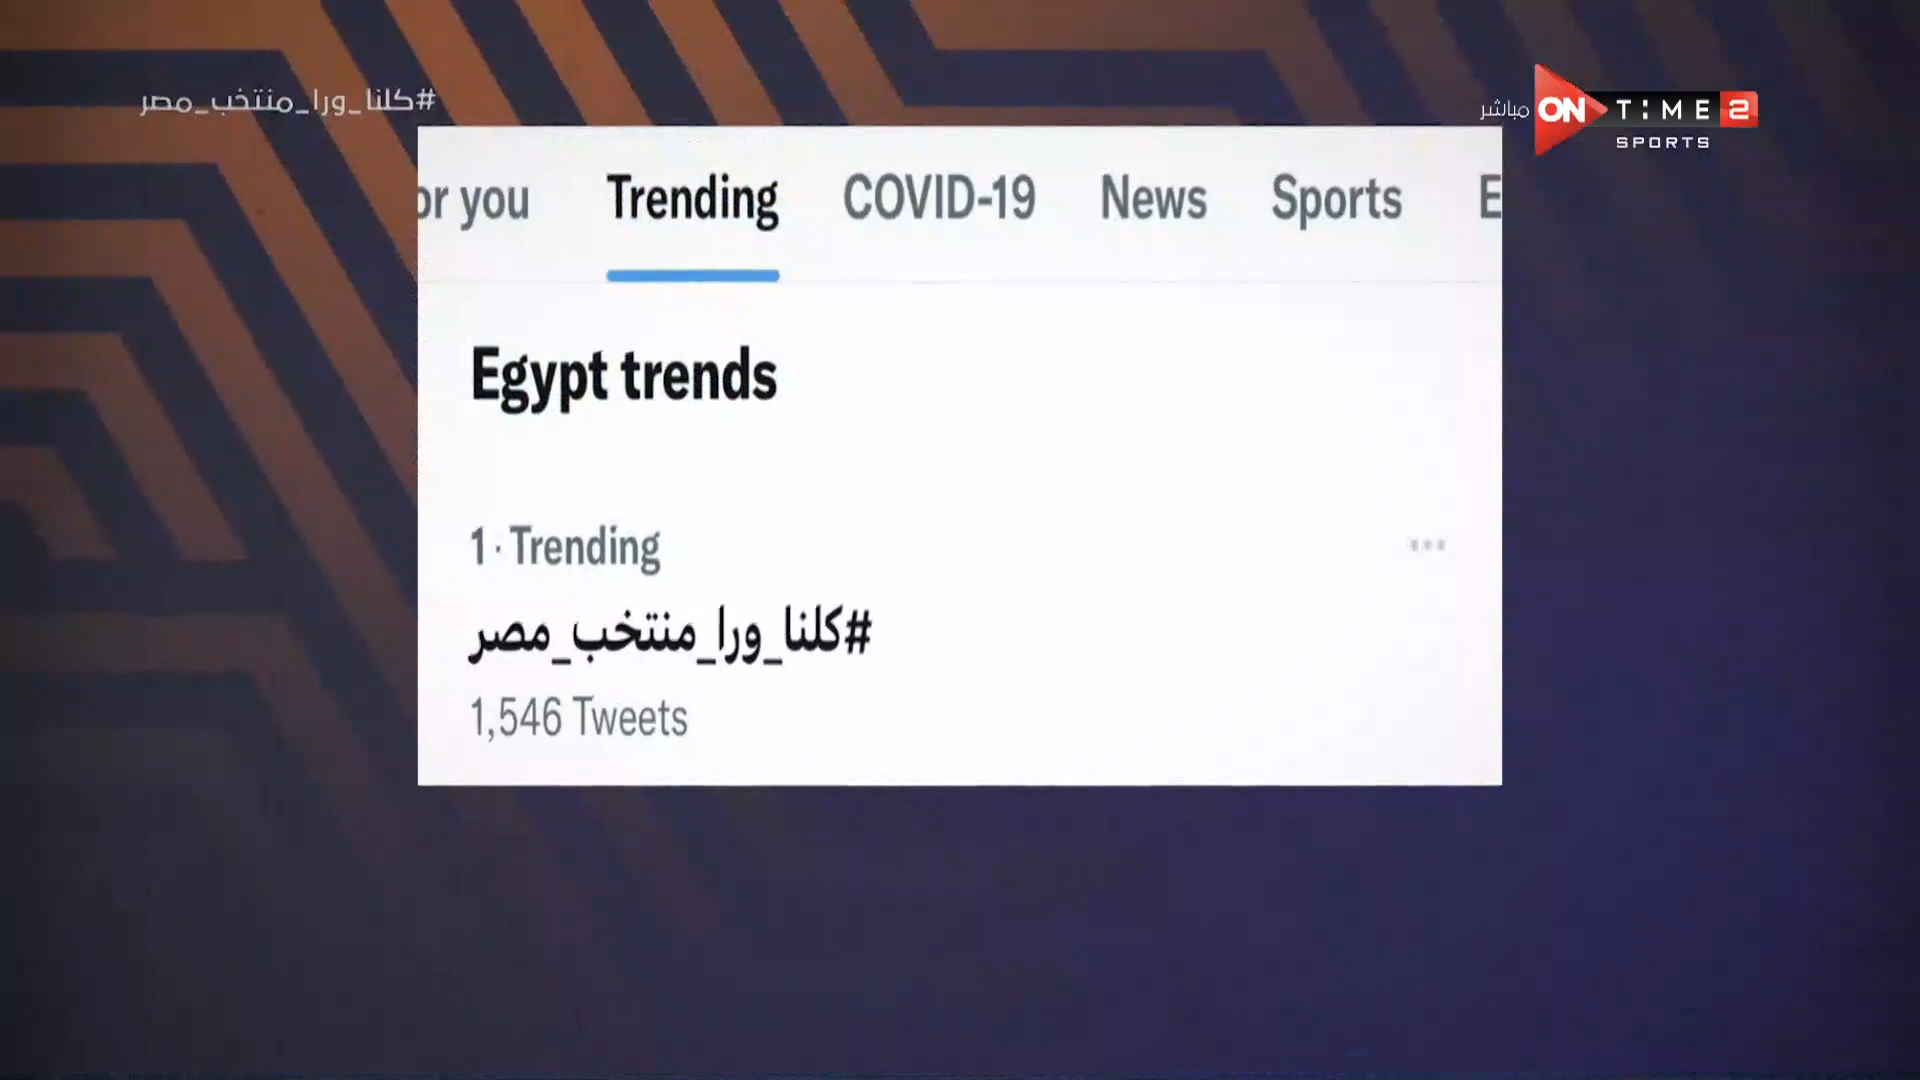 #كلنا_ورا_منتخب_مصر
مباشر ON TIME 2
SPORTS
or you Trending COVID-19 News Sports E
Egypt trends
1 · Trending
#كلنا_ورا_منتخب_مصر
1,546 Tweets